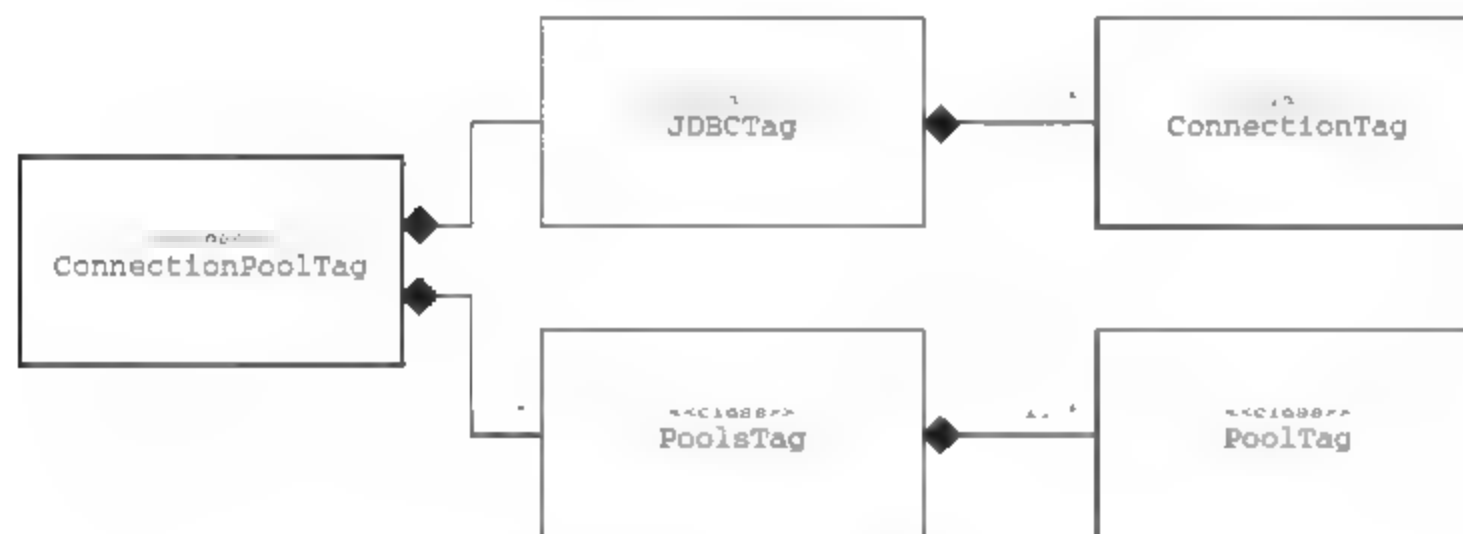 JDBCTag
ConnectionTag
ConnectionPoolTag
<<class>>
PoolsTag
<<class>>
PoolTag